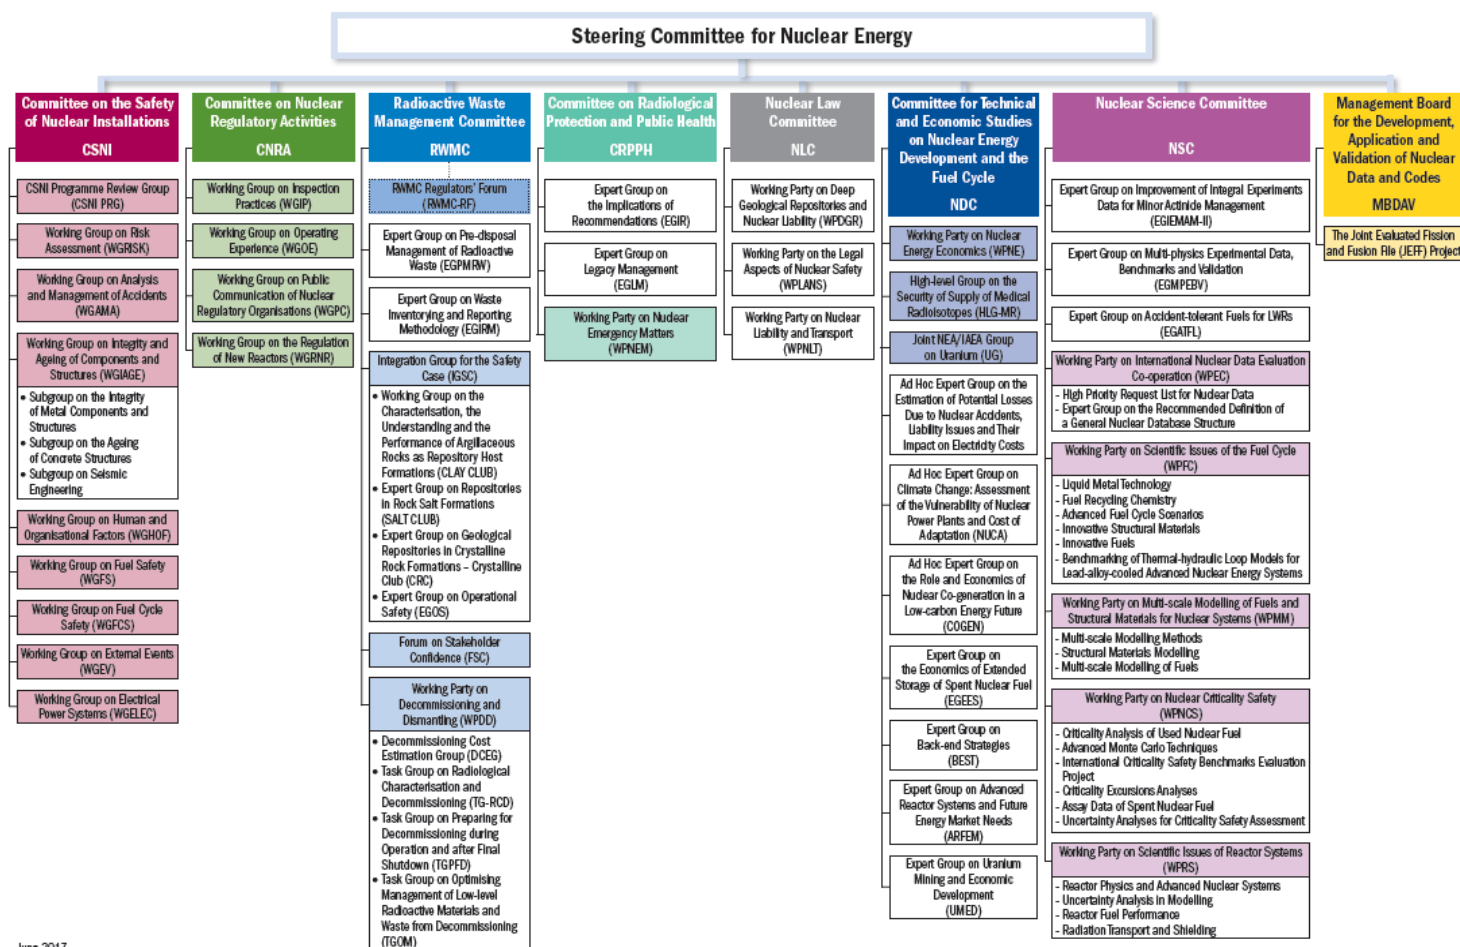 Steering Committee for Nuclear Energy
Committee on the Safety
of Nuclear Installations
CSNI
CSNI Programme Review Group
(CSNI PRG)
Working Group on Risk
Assessment (WGRISK)
Working Group on Analysis
and Management of Accidents
(WGAMA)
Working Group on Integrity and
Ageing of Components and
Structures (WGIAGE)
• Subgroup on the Integrity
of Metal Components and
Structures
• Subgroup on the Ageing
of Concrete Structures
• Subgroup on Seismic
Engineering
Working Group on Human and
Organisational Factors (WGHOF)
Working Group on Fuel Safety
(WGFS)
Working Group on Fuel Cycle
Safety (WGFCS)
Working Group on External Events
(WGEV)
Working Group on Electrical
Power Systems (WGELEC)
Committee on Nuclear
Regulatory Activities
CNRA
Working Group on Inspection
Practices (WGIP)
Working Group on Operating
Experience (WGOE)
Working Group on Public
Communication of Nuclear
Regulatory Organisations (WGPC)
Working Group on the Regulation
of New Reactors (WGRNR)
Radioactive Waste
Management Committee
RWMC
RWMC Regulators' Forum
(RWMC-RF)
Expert Group on Pre-disposal
Management of Radioactive
Waste (EGPMRW)
Expert Group on Waste
Inventorying and Reporting
Methodology (EGIRM)
Integration Group for the Safety
Case (IGSC)
• Working Group on the
Characterisation, the
Understanding and the
Performance of Argillaceous
Rocks as Repository Host
Formations (CLAY CLUB)
• Expert Group on Repositories
in Rock Salt Formations
(SALT CLUB)
• Expert Group on Geological
Repositories in Crystalline
Rock Formations – Crystalline
Club (CRC)
• Expert Group on Operational
Safety (EGOS)
Forum on Stakeholder
Confidence (FSC)
Working Party on
Decommissioning and
Dismantling (WPDD)
• Decommissioning Cost
Estimation Group (DCEG)
• Task Group on Radiological
Characterisation and
Decommissioning (TG-RCD)
• Task Group on Preparing for
Decommissioning during
Operation and after Final
Shutdown (TGPFD)
• Task Group on Optimising
Management of Low-level
Radioactive Materials and
Waste from Decommissioning
(TGOM)
Committee on Radiological
Protection and Public Health
CRPPH
Expert Group on
the Implications of
Recommendations (EGIR)
Expert Group on
Legacy Management
(EGLM)
Working Party on Nuclear
Emergency Matters
(WPNEM)
Nuclear Law
Committee
NLC
Working Party on Deep
Geological Repositories and
Nuclear Liability (WPDGR)
Working Party on the Legal
Aspects of Nuclear Safety
(WPLANS)
Working Party on Nuclear
Liability and Transport
(WPNLT)
Committee for Technical
and Economic Studies
on Nuclear Energy
Development and the
Fuel Cycle
NDC
Working Party on Nuclear
Energy Economics (WPNE)
High-level Group on the
Security of Supply of Medical
Radioisotopes (HLG-MR)
Joint NEA/IAEA Group
on Uranium (UG)
Ad Hoc Expert Group on the
Estimation of Potential Losses
Due to Nuclear Accidents,
Liability Issues and Their
Impact on Electricity Costs
Ad Hoc Expert Group on
Climate Change: Assessment
of the Vulnerability of Nuclear
Power Plants and Cost of
Adaptation (NUCA)
Ad Hoc Expert Group on
the Role and Economics of
Nuclear Co-generation in a
Low-carbon Energy Future
(COGEN)
Expert Group on
the Economics of Extended
Storage of Spent Nuclear Fuel
(EGEES)
Expert Group on
Back-end Strategies
(BEST)
Expert Group on Advanced
Reactor Systems and Future
Energy Market Needs
(ARFEM)
Expert Group on Uranium
Mining and Economic
Development
(UMED)
Nuclear Science Committee
NSC
Expert Group on Improvement of Integral Experiments
Data for Minor Actinide Management
(EGIEMAM-II)
Expert Group on Multi-physics Experimental Data,
Benchmarks and Validation
(EGMPEBV)
Expert Group on Accident-tolerant Fuels for LWRs
(EGATFL)
Working Party on International Nuclear Data Evaluation
Co-operation (WPEC)
- High Priority Request List for Nuclear Data
- Expert Group on the Recommended Definition of
a General Nuclear Database Structure
Working Party on Scientific Issues of the Fuel Cycle
(WPFC)
- Liquid Metal Technology
- Fuel Recycling Chemistry
- Advanced Fuel Cycle Scenarios
- Innovative Structural Materials
- Innovative Fuels
- Benchmarking of Thermal-hydraulic Loop Models for
Lead-alloy-cooled Advanced Nuclear Energy Systems
Working Party on Multi-scale Modelling of Fuels and
Structural Materials for Nuclear Systems (WPMM)
- Multi-scale Modelling Methods
- Structural Materials Modelling
- Multi-scale Modelling of Fuels
Working Party on Nuclear Criticality Safety
(WPNCS)
- Criticality Analysis of Used Nuclear Fuel
- Advanced Monte Carlo Techniques
- International Criticality Safety Benchmarks Evaluation
Project
- Criticality Excursions Analyses
- Assay Data of Spent Nuclear Fuel
- Uncertainty Analyses for Criticality Safety Assessment
Working Party on Scientific Issues of Reactor Systems
(WPRS)
- Reactor Physics and Advanced Nuclear Systems
- Uncertainty Analysis in Modelling
- Reactor Fuel Performance
- Radiation Transport and Shielding
Management Board
for the Development,
Application and
Validation of Nuclear
Data and Codes
MBDAV
The Joint Evaluated Fission
and Fusion File (JEFF) Project
June 2017